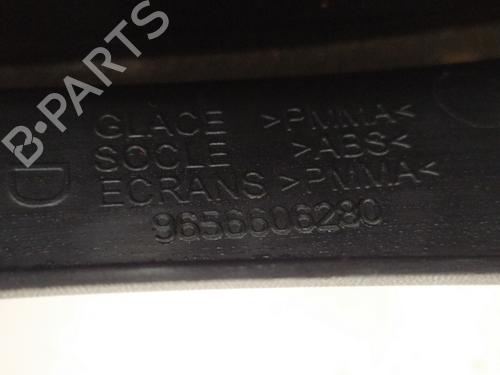 B-PARTS
D
GLACE >PMMA<
SOCLE >ABS<
ECRANS >PMMA<
9656606280